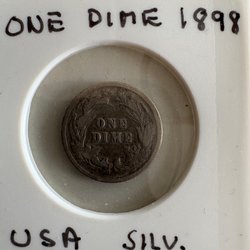 ONE DIME 1898
ONE
DIME
USA SILV.